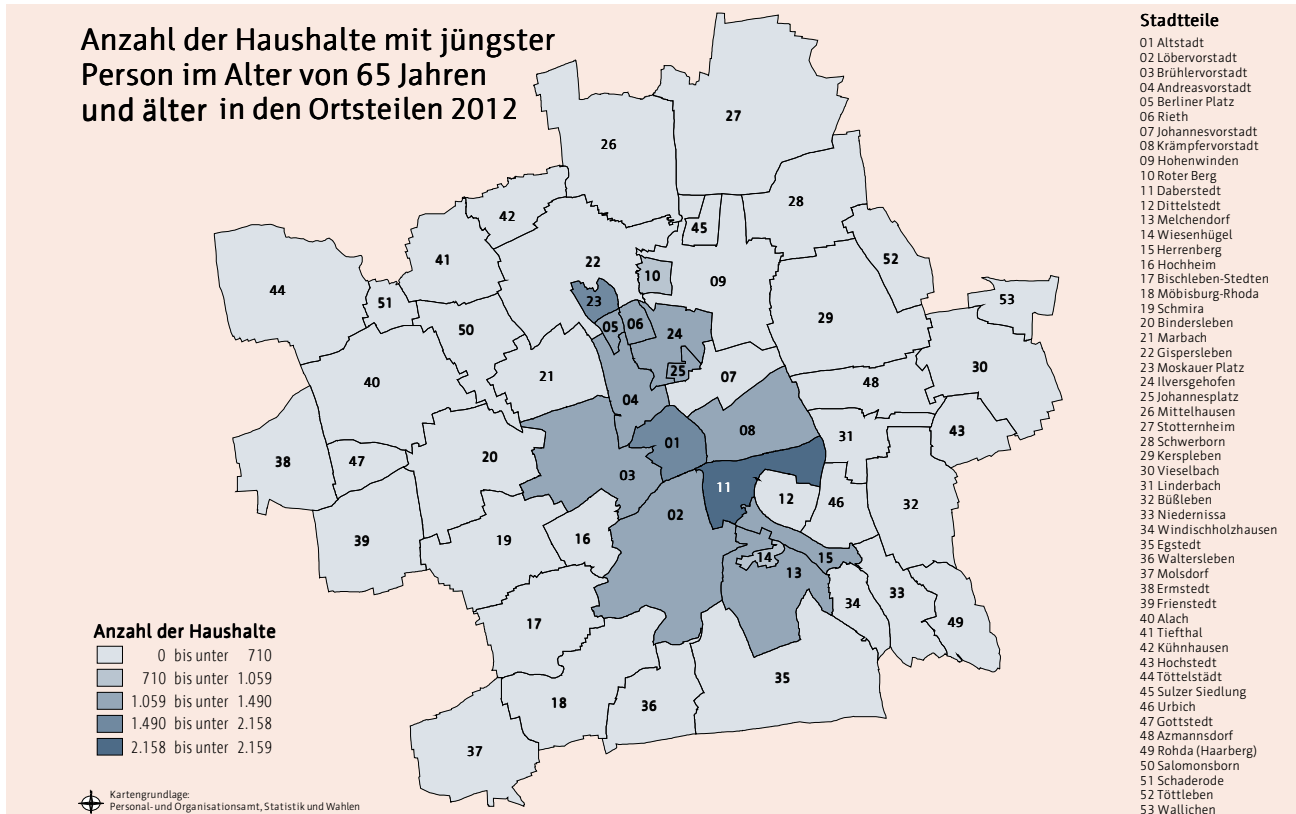 Anzahl der Haushalte mit jüngster
Person im Alter von 65 Jahren
und älter in den Ortsteilen 2012
27
26
28
42
45
41
22
52
10
09
44
51
23
53
50
05
06
29
24
30
21
25
07
40
48
04
08
43
01
31
38
47
20
03
11
12
46
32
02
39
19
16
14
15
13
33
34
17
49
35
18
36
37
Anzahl der Haushalte
0 bis unter 710
710 bis unter 1.059
1.059 bis unter 1.490
1.490 bis unter 2.158
2.158 bis unter 2.159
Kartengrundlage:
Personal- und Organisationsamt, Statistik und Wahlen
Stadtteile
01 Altstadt
02 Löbervorstadt
03 Brühlervorstadt
04 Andreasvorstadt
05 Berliner Platz
06 Rieth
07 Johannesvorstadt
08 Krämpfervorstadt
09 Hohenwinden
10 Roter Berg
11 Daberstedt
12 Dittelstedt
13 Melchendorf
14 Wiesenhügel
15 Herrenberg
16 Hochheim
17 Bischleben-Stedten
18 Möbisburg-Rhoda
19 Schmira
20 Bindersleben
21 Marbach
22 Gispersleben
23 Moskauer Platz
24 Ilversgehofen
25 Johannesplatz
26 Mittelhausen
27 Stotternheim
28 Schwerborn
29 Kerspleben
30 Vieselbach
31 Linderbach
32 Büßleben
33 Niedernissa
34 Windischholzhausen
35 Egstedt
36 Waltersleben
37 Molsdorf
38 Ermstedt
39 Frienstedt
40 Alach
41 Tiefthal
42 Kühnhausen
43 Hochstedt
44 Töttelstädt
45 Sulzer Siedlung
46 Urbich
47 Gottstedt
48 Azmannsdorf
49 Rohda (Haarberg)
50 Salomonsborn
51 Schaderode
52 Töttleben
53 Wallichen